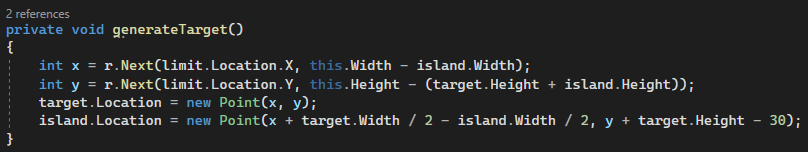 2 references
private void generateTarget()
{
int x = r.Next(limit.Location.X, this.Width - island.Width);
int y = r.Next(limit.Location.Y, this.Height - (target.Height + island.Height));
target.Location = new Point(x, y);
island.Location = new Point(x + target.Width / 2 - island.Width / 2, y + target.Height - 30);
}